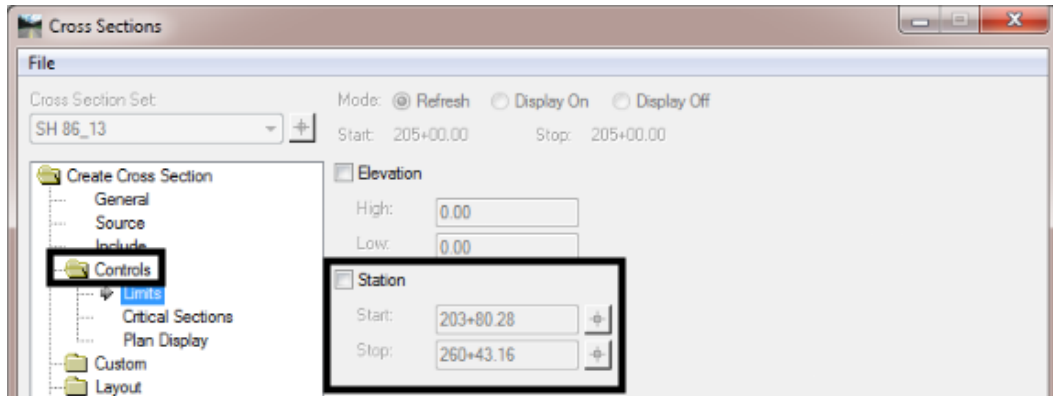 Cross Sections
File
Cross Section Set:
SH 86_13
Mode: Refresh Display On Display Off
Start: 205+00.00 Stop: 205+00.00
Create Cross Section
General
Source
Include
Controls
Limits
Critical Sections
Plan Display
Custom
Layout
Elevation
High: 0.00
Low: 0.00
Station
Start: 203+80.28
Stop: 260+43.16